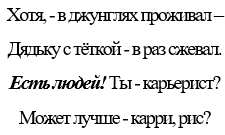 Хотя, - в джунглях проживал –
Дядьку с тёткой - в раз сжевал.
Есть людей! Ты - карьерист?
Может лучше - карри, рис?